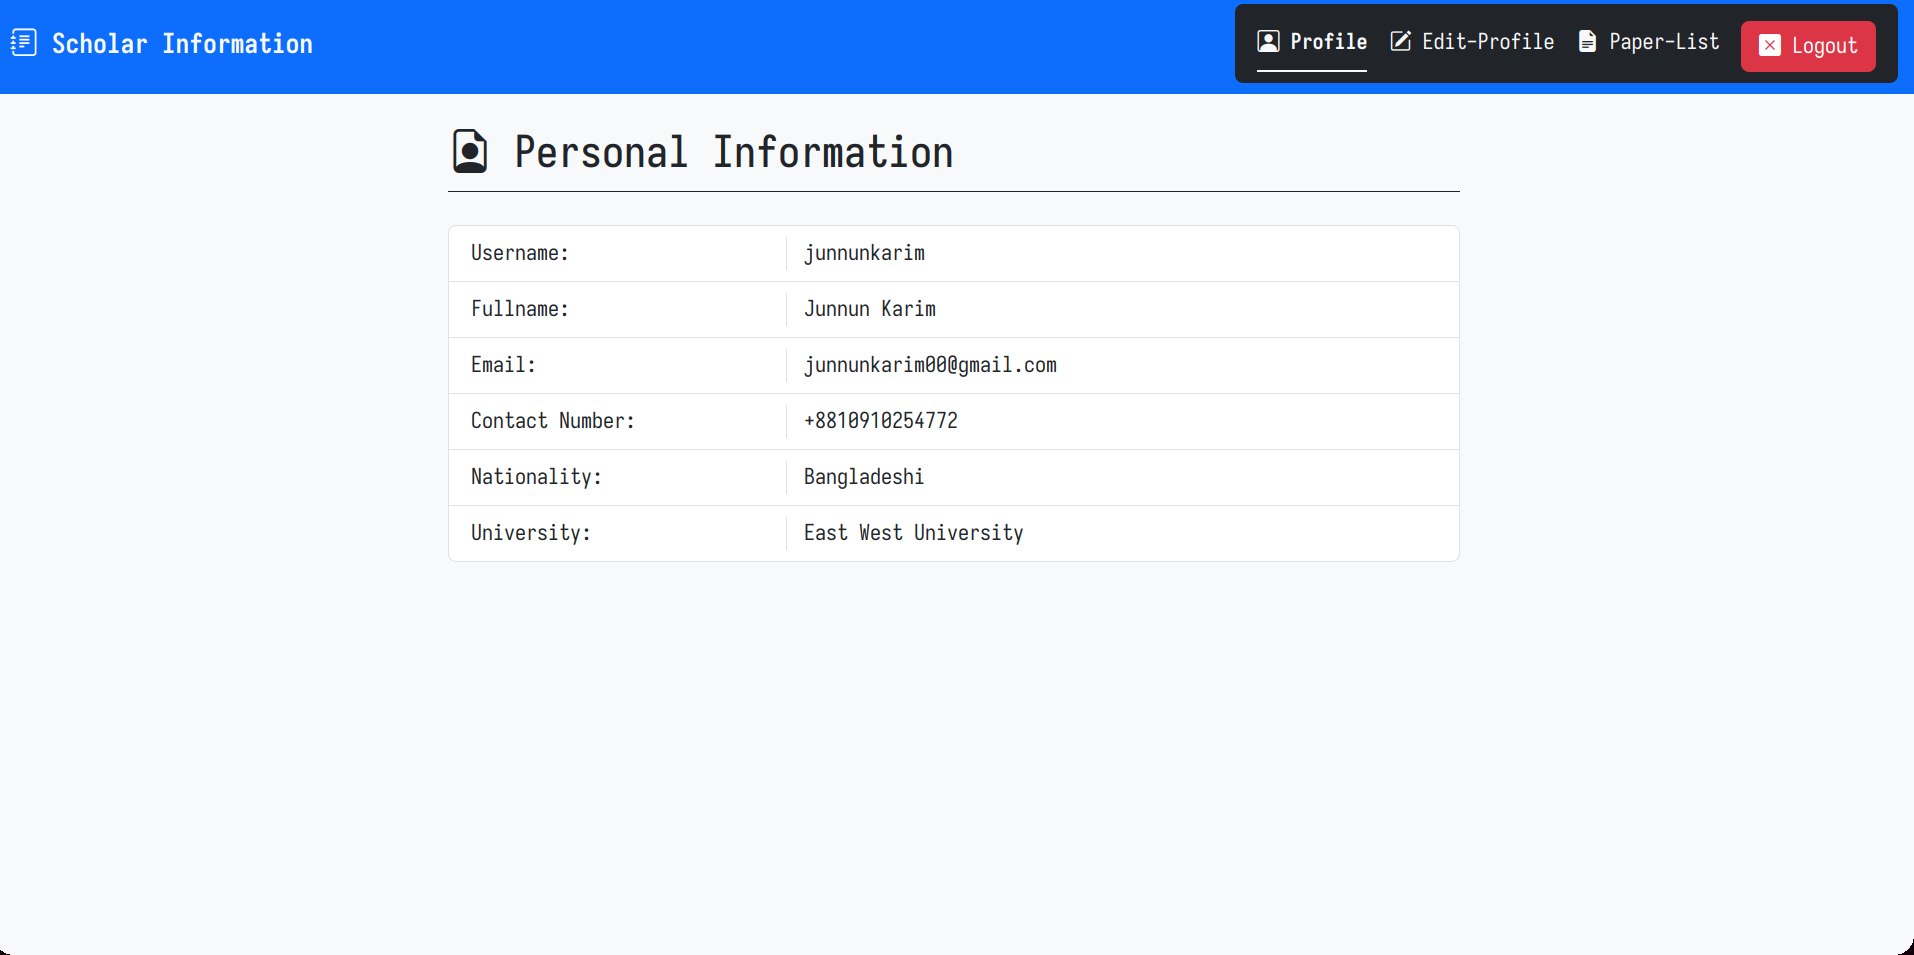 Scholar Information
Profile Edit-Profile Paper-List Logout
Personal Information
Username: junnunkarim
Fullname: Junnun Karim
Email: junnunkarim00@gmail.com
Contact Number: +8810910254772
Nationality: Bangladeshi
University: East West University